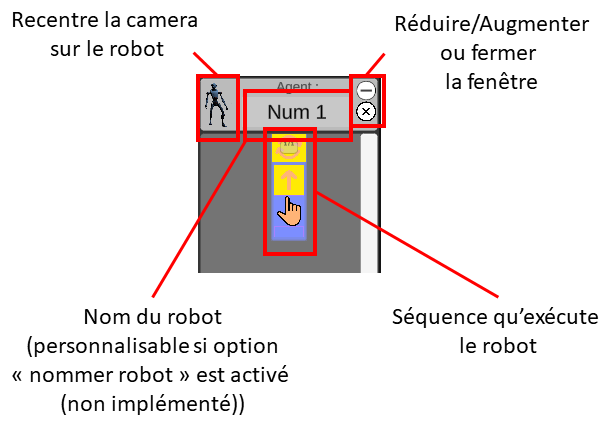 Recentre la camera
sur le robot
Réduire/Augmenter
ou fermer
la fenêtre
Agent :
Num 1
Nom du robot
(personnalisable si option
« nommer robot » est activé
(non implémenté))
Séquence qu’exécute
le robot